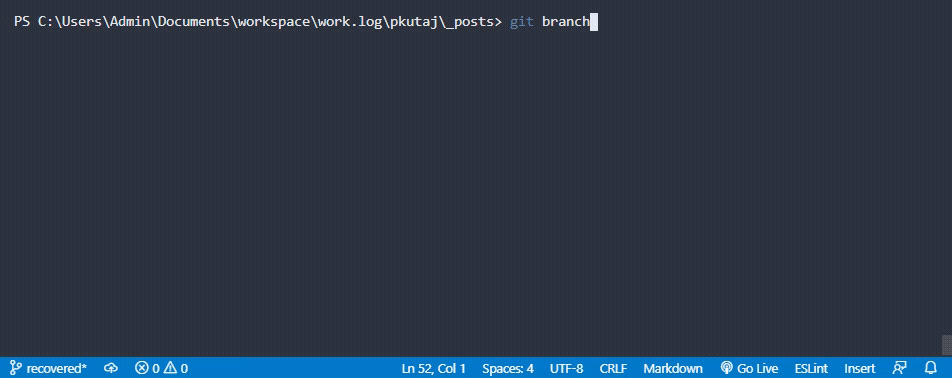 PS C:\Users\Admin\Documents\workspace\work.log\pkutaj\_posts> git branch
recovered* 0 0 Ln 52, Col 1 Spaces: 4 UTF-8 CRLF Markdown Go Live ESLint Insert